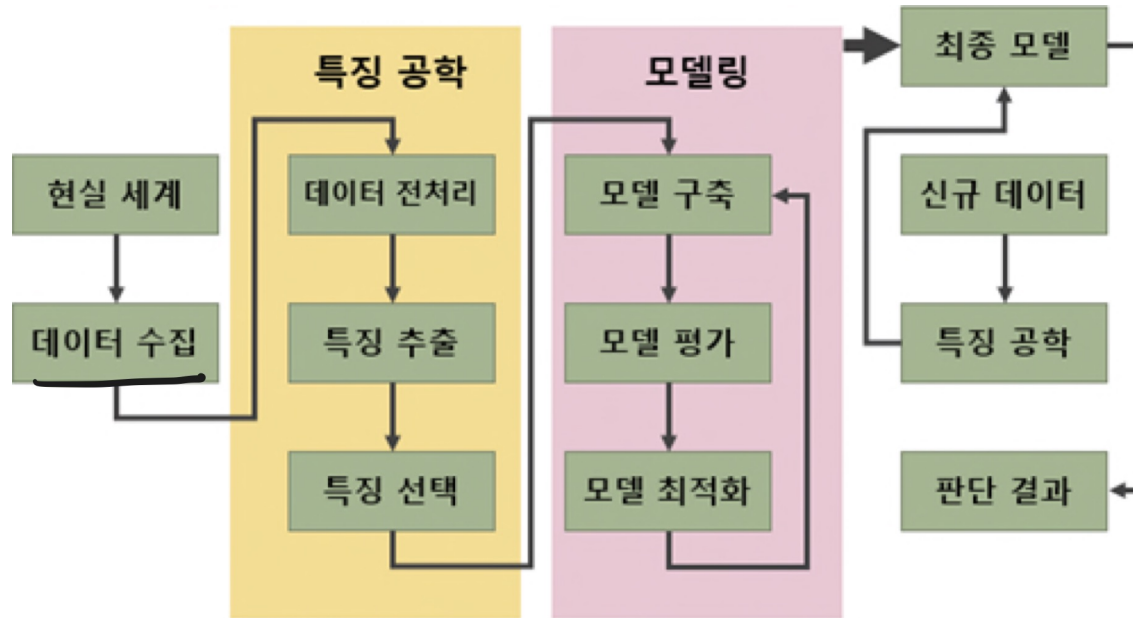 현실 세계
데이터 수집
특징 공학
데이터 전처리
특징 추출
특징 선택
모델링
모델 구축
모델 평가
모델 최적화
최종 모델
신규 데이터
특징 공학
판단 결과